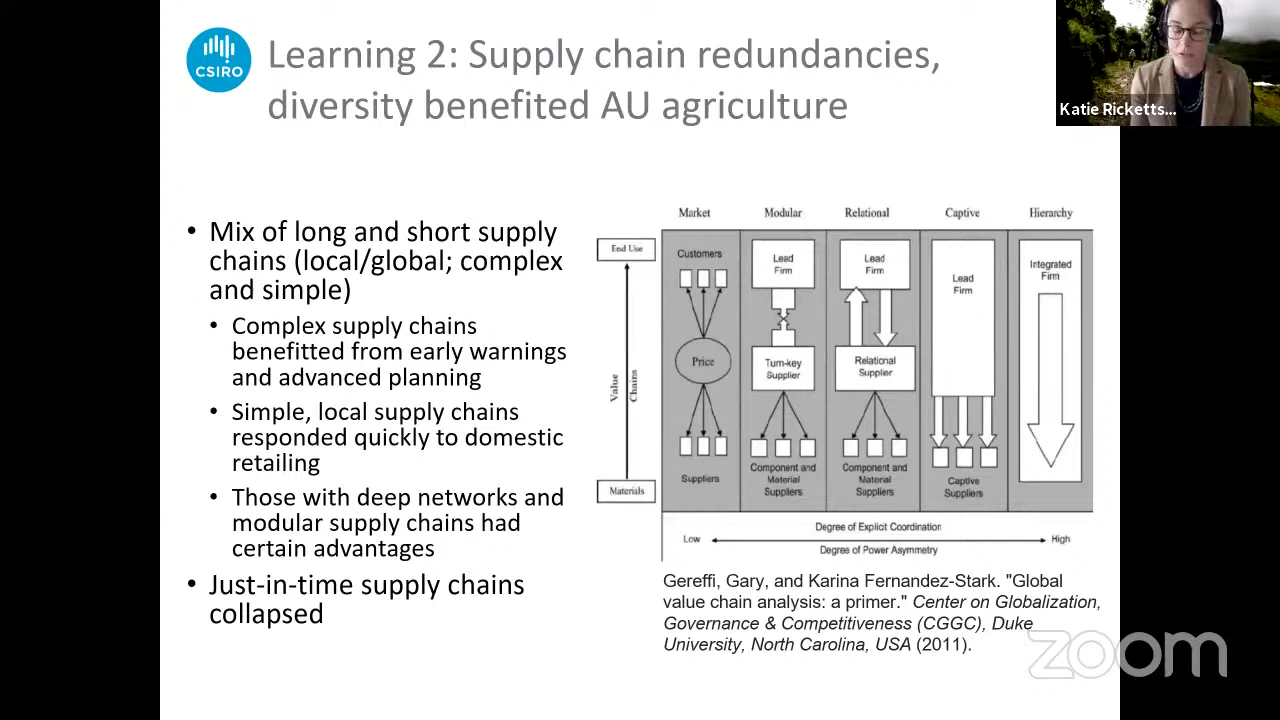 CSIRO
Learning 2: Supply chain redundancies,
diversity benefited AU agriculture
Katie Ricketts...
• Mix of long and short supply
chains (local/global; complex
and simple)
• Complex supply chains
benefitted from early warnings
and advanced planning
• Simple, local supply chains
responded quickly to domestic
retailing
• Those with deep networks and
modular supply chains had
certain advantages
• Just-in-time supply chains
collapsed
Market Modular Relational Captive Hierarchy
End Use
Value
Chains
Materials
Customers
Price
Suppliers
Lead
Firm
Turn-key
Supplier
Component and
Material
Suppliers
Lead
Firm
Relational
Supplier
Component and
Material
Suppliers
Lead
Firm
Captive
Suppliers
Integrated
Firm
Degree of Explicit Coordination
Low High
Degree of Power Asymmetry
Gereffi, Gary, and Karina Fernandez-Stark. "Global
value chain analysis: a primer." Center on Globalization,
Governance & Competitiveness (CGGC), Duke
University, North Carolina, USA (2011).
zoom